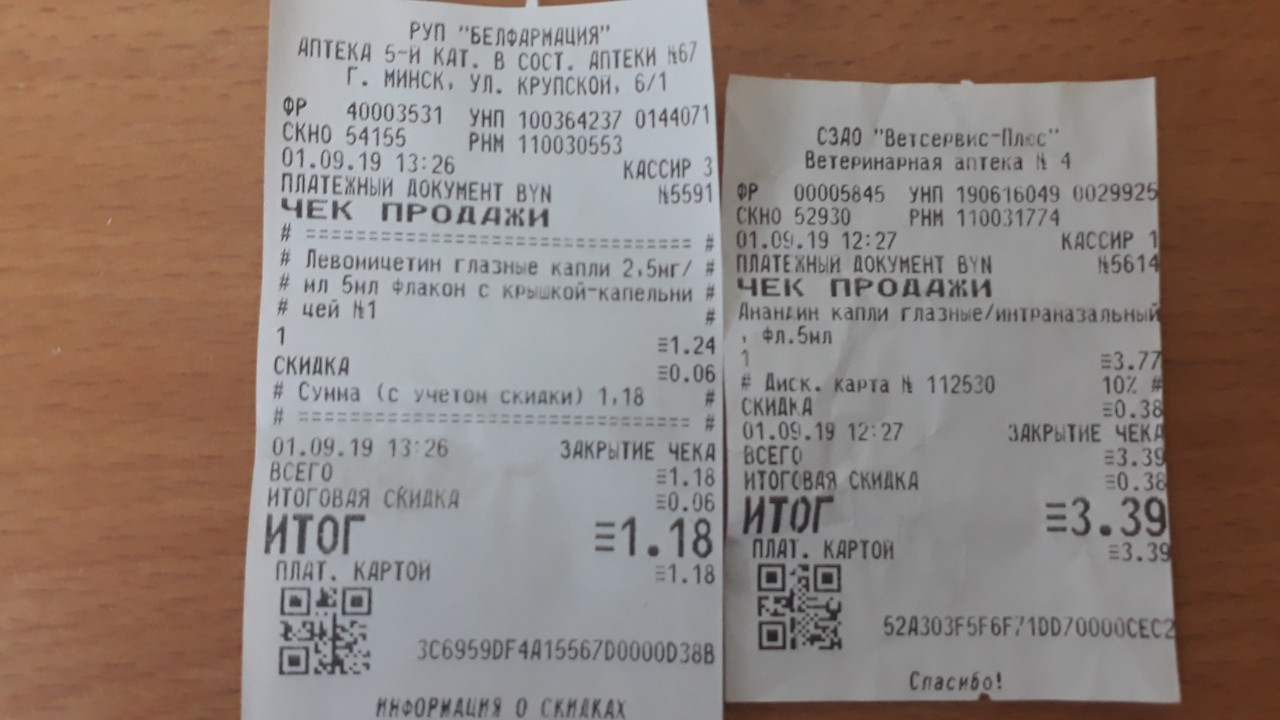 РУП "БЕЛФАРМАЦИЯ"
АПТЕКА 5-Й КАТ. В СОСТ. АПТЕКИ №67
Г. МИНСК, УЛ. КРУПСКОЙ, 6/1
ФР 40003531 УНП 100364237 0144071
СКНО 54155 РНМ 110030553
01.09.19 13:26 КАССИР 3
ПЛАТЕЖНЫЙ ДОКУМЕНТ BYN №5591
ЧЕК ПРОДАЖИ
# ============================== #
# Левомицетин глазные капли 2,5мг/ #
# мл 5мл флакон с крышкой-капельни #
# цей №1 #
1 ≡1.24
СКИДКА ≡0.06
# Сумма (с учетом скидки) 1,18 #
# ============================== #
01.09.19 13:26 ЗАКРЫТИЕ ЧЕКА
ВСЕГО ≡1.18
ИТОГОВАЯ СКИДКА ≡0.06
ИТОГ ≡1.18
ПЛАТ. КАРТОЙ ≡1.18
3C6959DF4A15567D0000D38B
ИНФОРМАЦИЯ О СКИДКАХ
СЗАО "Ветсервис-Плюс"
Ветеринарная аптека № 4
ФР 00005845 УНП 190616049 0029925
СКНО 52930 РНМ 110031774
01.09.19 12:27 КАССИР 1
ПЛАТЕЖНЫЙ ДОКУМЕНТ BYN №5614
ЧЕК ПРОДАЖИ
Анандин капли глазные/интраназальный
, фл.5мл
1 ≡3.77
# Диск. карта № 112530 10% #
СКИДКА ≡0.38
01.09.19 12:27 ЗАКРЫТИЕ ЧЕКА
ВСЕГО ≡3.39
ИТОГОВАЯ СКИДКА ≡0.38
ИТОГ ≡3.39
ПЛАТ. КАРТОЙ ≡3.39
52A303F5F6F71DD70000CEC2
Спасибо!